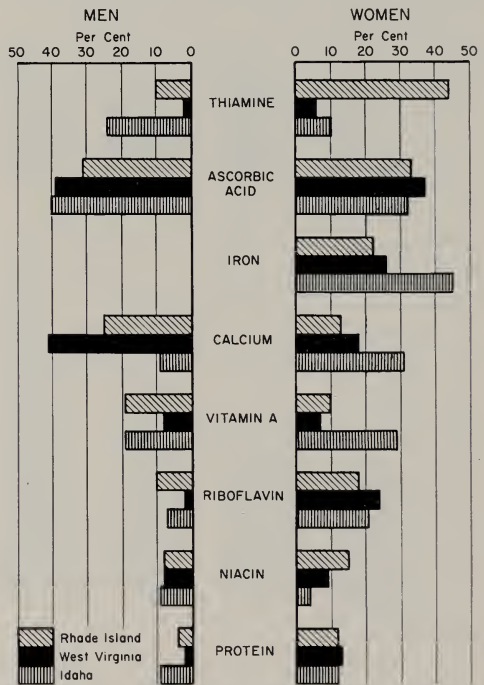 MEN WOMEN
Per Cent Per Cent
50 40 30 20 10 0 0 10 20 30 40 50
THIAMINE
ASCORBIC
ACID
IRON
CALCIUM
VITAMIN A
RIBOFLAVIN
NIACIN
PROTEIN
Rhade Island
West Virginia
Idaha